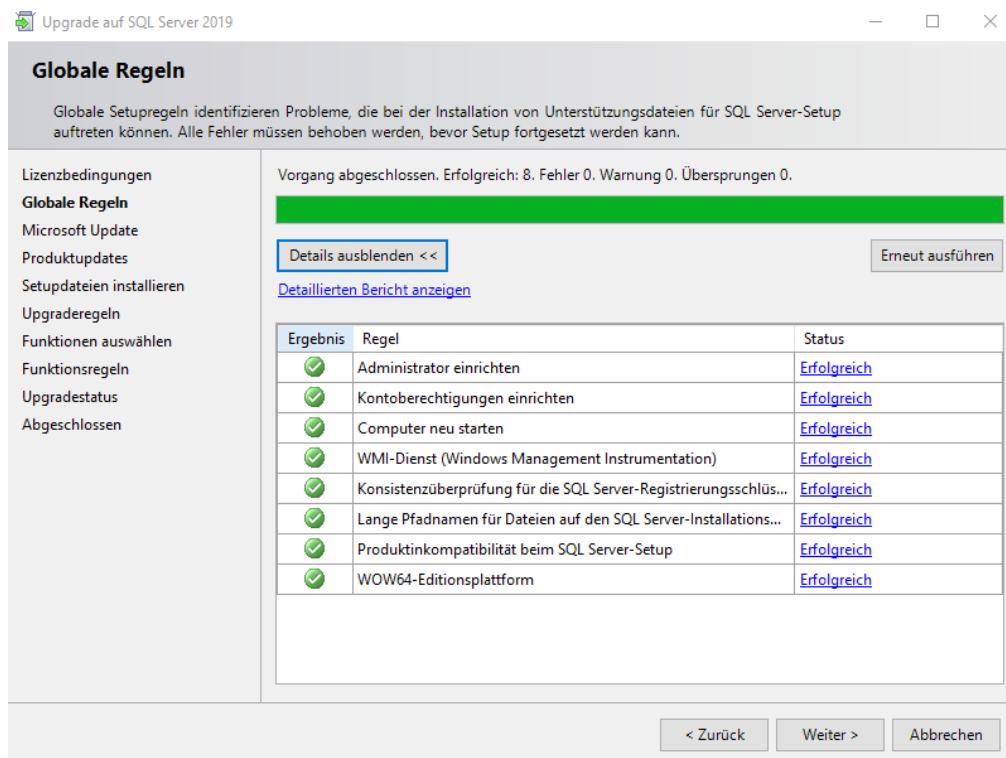 Upgrade auf SQL Server 2019
Globale Regeln
Globale Setupregeln identifizieren Probleme, die bei der Installation von Unterstützungsdateien für SQL Server-Setup
auftreten können. Alle Fehler müssen behoben werden, bevor Setup fortgesetzt werden kann.
Lizenzbedingungen
Globale Regeln
Microsoft Update
Produktupdates
Setupdateien installieren
Upgraderegeln
Funktionen auswählen
Funktionsregeln
Upgradestatus
Abgeschlossen
Vorgang abgeschlossen. Erfolgreich: 8. Fehler 0. Warnung 0. Übersprungen 0.
Details ausblenden << Erneut ausführen
Detaillierten Bericht anzeigen
Ergebnis Regel Status
Administrator einrichten Erfolgreich
Kontoberechtigungen einrichten Erfolgreich
Computer neu starten Erfolgreich
WMI-Dienst (Windows Management Instrumentation) Erfolgreich
Konsistenzüberprüfung für die SQL Server-Registrierungsschlüs... Erfolgreich
Lange Pfadnamen für Dateien auf den SQL Server-Installations... Erfolgreich
Produktinkompatibilität beim SQL Server-Setup Erfolgreich
WOW64-Editionsplattform Erfolgreich
< Zurück Weiter > Abbrechen